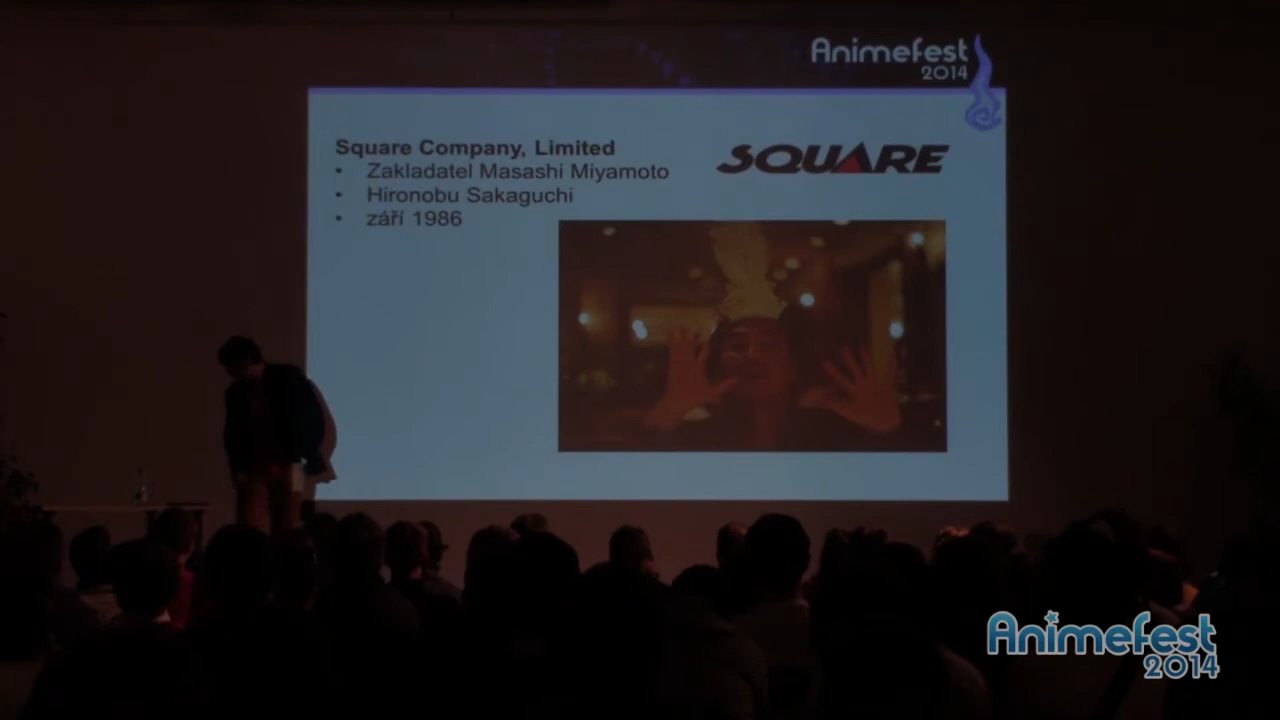 Animefest
2014
Square Company, Limited
• Zakladatel Masashi Miyamoto
• Hironobu Sakaguchi
• září 1986
SQUARE
Animefest
2014